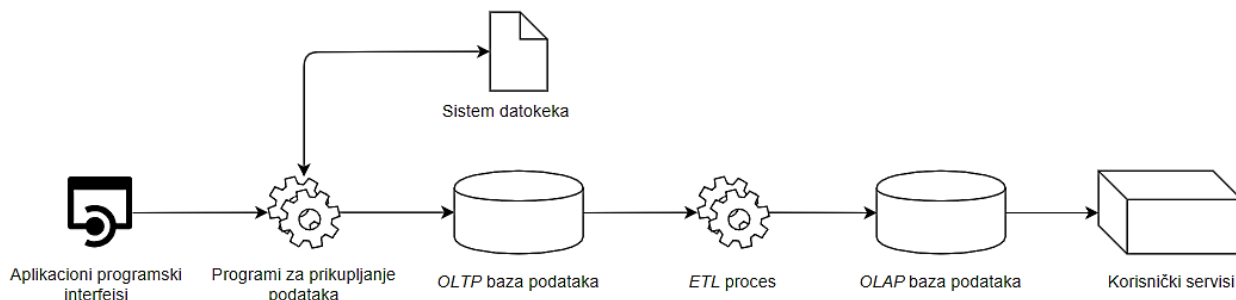 Sistem datokeka
Aplikacioni programski
interfejsi
Programi za prikupljanje
podataka
OLTP baza podataka
ETL proces
OLAP baza podataka
Korisnički servisi